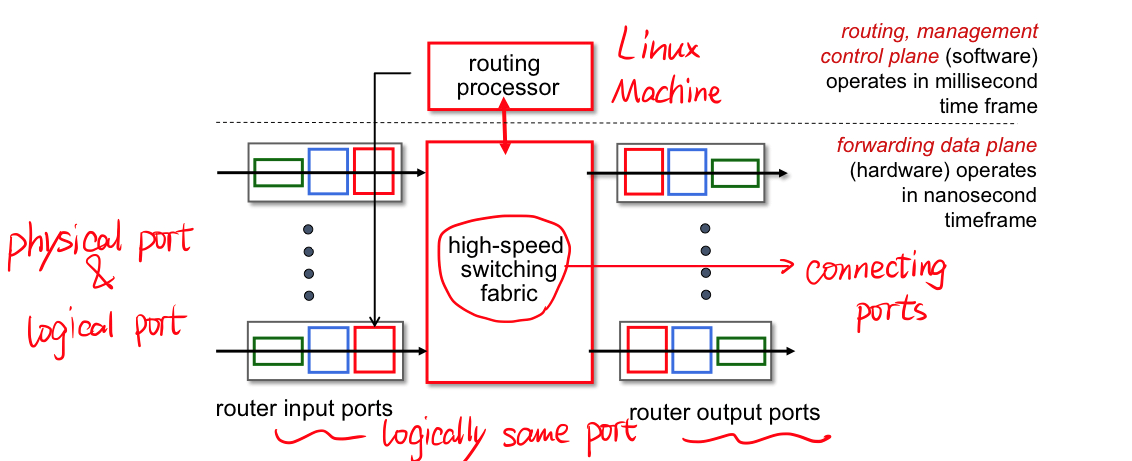 routing
processor
Linux
Machine
routing, management
control plane (software)
operates in millisecond
time frame
forwarding data plane
(hardware) operates
in nanosecond
timeframe
physical port
&
logical port
high-speed
switching
fabric
connecting
ports
router input ports
logically same port
router output ports